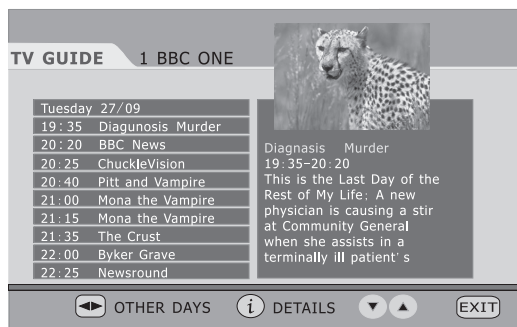 TV GUIDE 1 BBC ONE
Tuesday 27/09
19:35 Diagunosis Murder
20:20 BBC News
20:25 ChuckleVision
20:40 Pitt and Vampire
21:00 Mona the Vampire
21:15 Mona the Vampire
21:35 The Crust
22:00 Byker Grave
22:25 Newsround
Diagnasis Murder
19:35-20:20
This is the Last Day of the
Rest of My Life; A new
physician is causing a stir
at Community General
when she assists in a
terminally ill patient's
OTHER DAYS i DETAILS EXIT